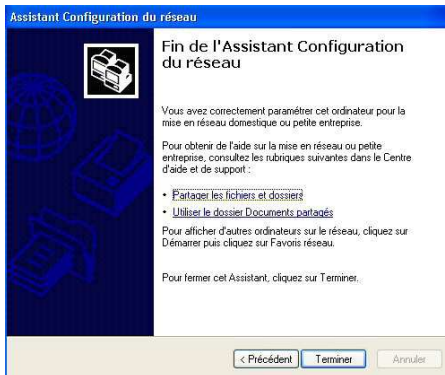 Assistant Configuration du réseau
Fin de l'Assistant Configuration
du réseau
Vous avez correctement paramétrer cet ordinateur pour la
mise en réseau domestique ou petite entreprise.
Pour obtenir de l'aide sur la mise en réseau ou petite
entreprise, consultez les rubriques suivantes dans le Centre
d'aide et de support :
• Partager les fichiers et dossiers
• Utiliser le dossier Documents partagés
Pour afficher d'autres ordinateurs sur le réseau, cliquez sur
Démarrer puis cliquez sur Favoris réseau.
Pour fermer cet Assistant, cliquez sur Terminer.
< Précédent Terminer Annuler